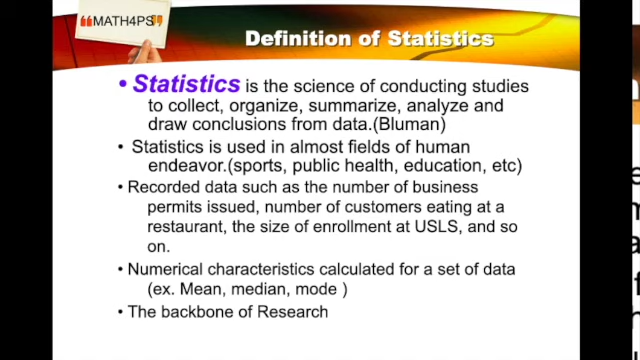 ❝MATH4PS❞
Definition of Statistics
• Statistics is the science of conducting studies
to collect, organize, summarize, analyze and
draw conclusions from data.(Bluman)
• Statistics is used in almost fields of human
endeavor.(sports, public health, education, etc)
• Recorded data such as the number of business
permits issued, number of customers eating at a
restaurant, the size of enrollment at USLS, and so
on.
• Numerical characteristics calculated for a set of data
(ex. Mean, median, mode )
• The backbone of Research